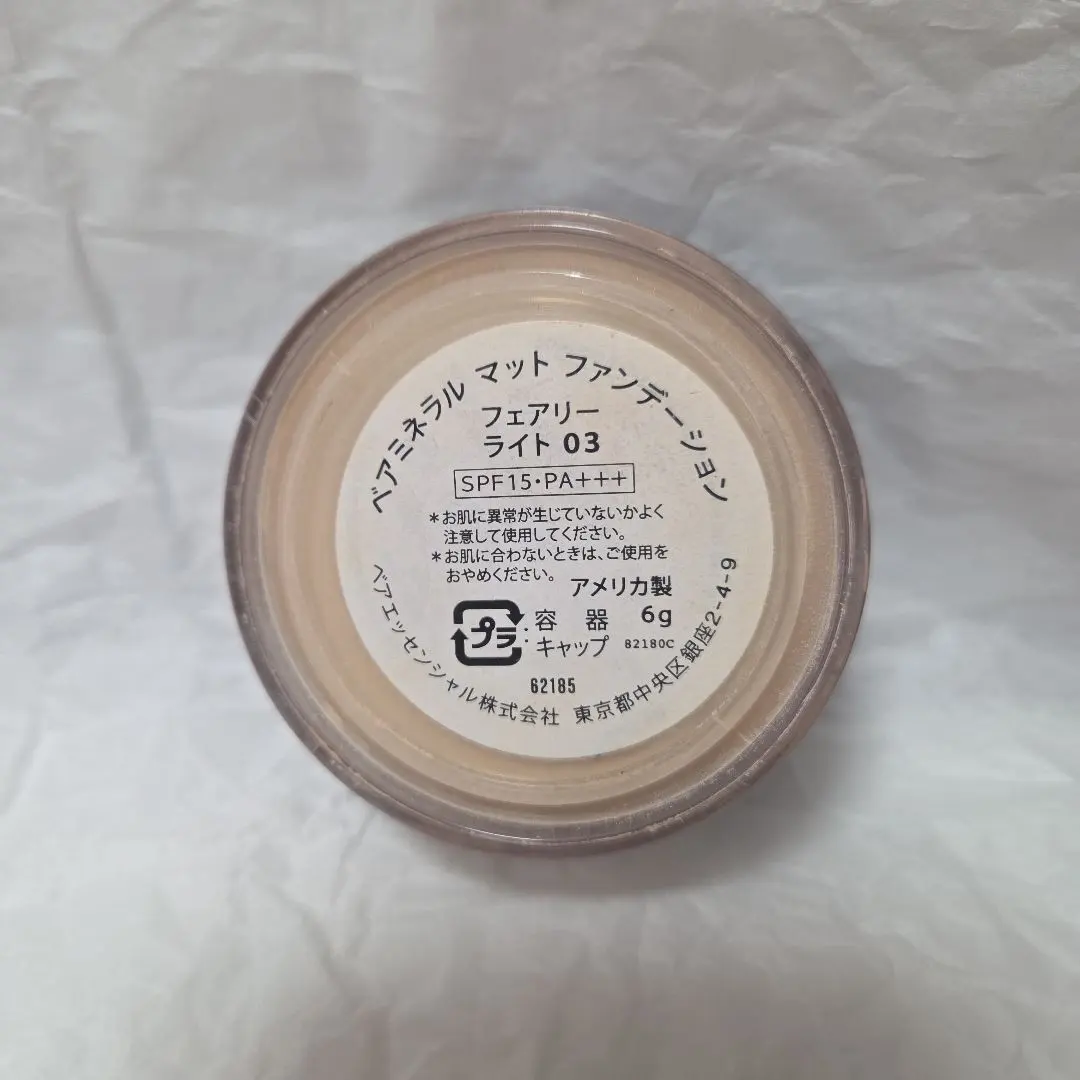 ベアミネラル マット ファンデーション
フェアリー
ライト 03
SPF15・PA+++
*お肌に異常が生じていないかよく
注意して使用してください。
*お肌に合わないときは、ご使用を
おやめください。
アメリカ製
プラ : 容 器 6g
キャップ 82180C
62185
ベアエッセンシャル株式会社 東京都中央区銀座2-4-9